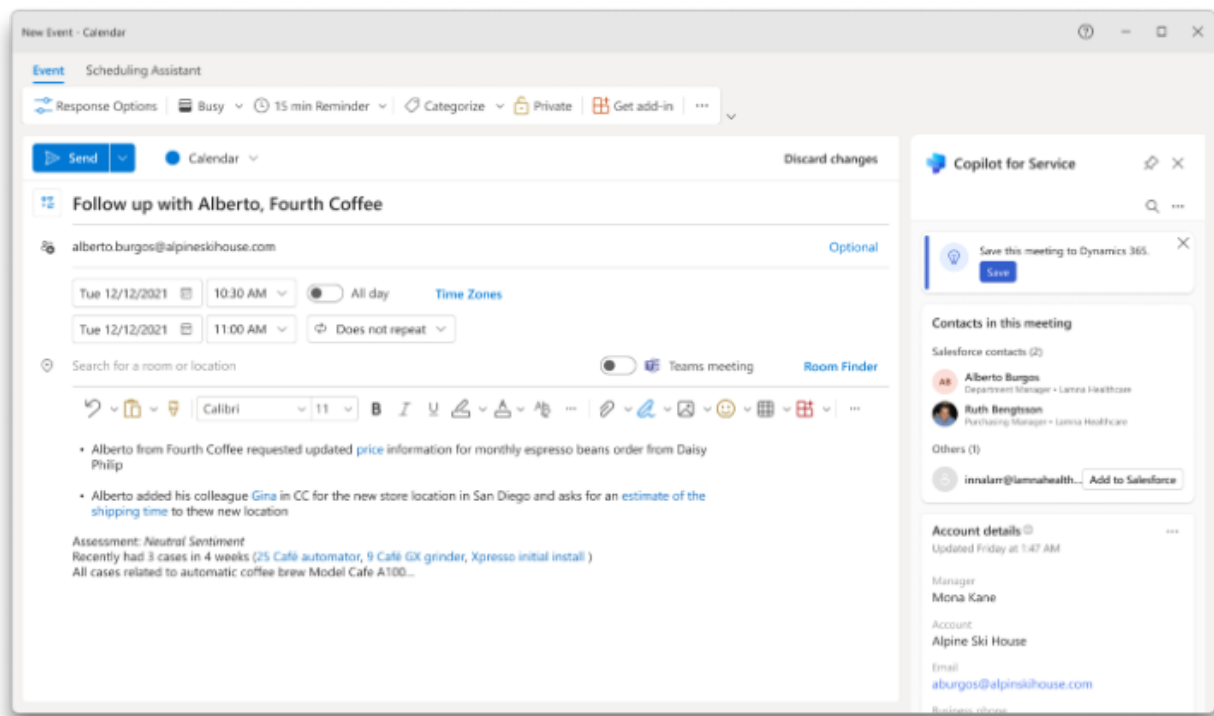 New Event - Calendar
Event Scheduling Assistant
Response Options Busy 15 min Reminder Categorize Private Get add-in ...
Send Calendar Discard changes
Follow up with Alberto, Fourth Coffee
alberto.burgos@alpineskihouse.com Optional
Tue 12/12/2021 10:30 AM All day Time Zones
Tue 12/12/2021 11:00 AM Does not repeat
Search for a room or location Teams meeting Room Finder
Calibri 11 B I U ... ...
• Alberto from Fourth Coffee requested updated price information for monthly espresso beans order from Daisy
Philip
• Alberto added his colleague Gina in CC for the new store location in San Diego and asks for an estimate of the
shipping time to thew new location
Assessment: Neutral Sentiment
Recently had 3 cases in 4 weeks (25 Café automator, 9 Café GX grinder, Xpresso initial install )
All cases related to automatic coffee brew Model Cafe A100...
Copilot for Service
...
Save this meeting to Dynamics 365.
Save
Contacts in this meeting
Salesforce contacts (2)
AB Alberto Burgos
Department Manager • Lamna Healthcare
Ruth Bengtsson
Purchasing Manager • Lamna Healthcare
Others (1)
innalarr@lamnahealth... Add to Salesforce
Account details ...
Updated Friday at 1:47 AM
Manager
Mona Kane
Account
Alpine Ski House
Email
aburgos@alpinskihouse.com
Business phone